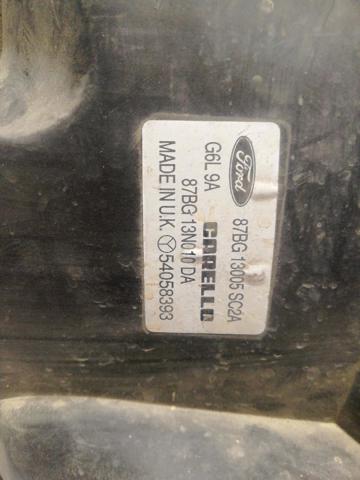 Ford
87BG 13005 SC2A
G6L 9A CARELLO
87BG 13N010 DA
MADE IN U.K. 54058393